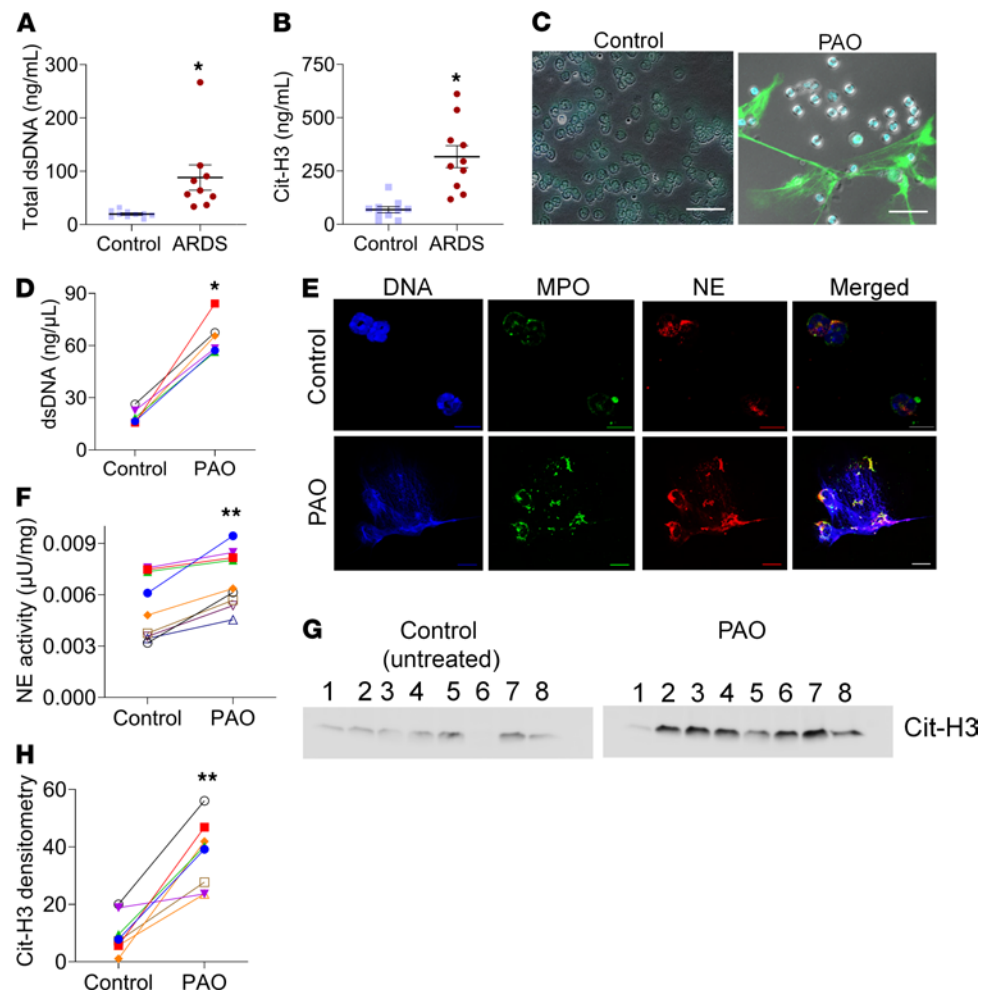 A
Total dsDNA (ng/mL)
300
200
100
0
*
Control ARDS
B
Cit-H3 (ng/mL)
750
500
250
0
*
Control ARDS
C
Control PAO
D
dsDNA (ng/μL)
90
60
30
0
*
Control PAO
E
DNA MPO NE Merged
Control
PAO
F
NE activity (μU/mg)
0.009
0.006
0.003
0.000
**
Control PAO
G
Control
(untreated)
PAO
1 2 3 4 5 6 7 8
1 2 3 4 5 6 7 8
Cit-H3
H
Cit-H3 densitometry
60
40
20
0
**
Control PAO